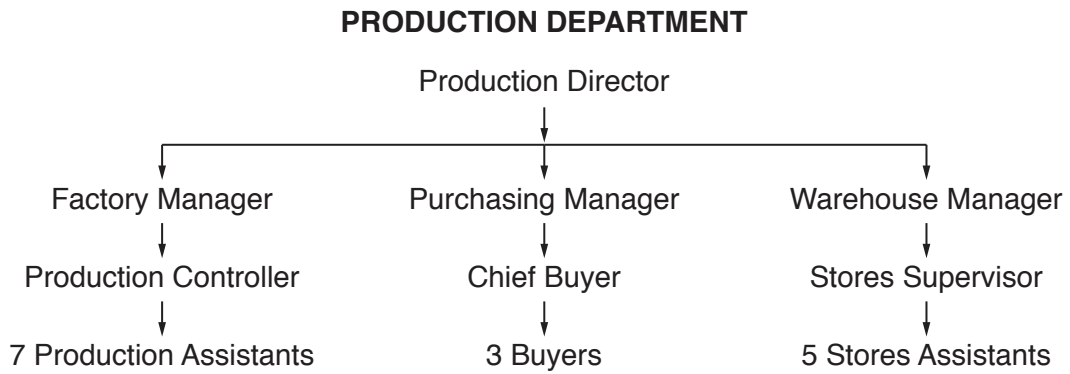 PRODUCTION DEPARTMENT
Production Director
Factory Manager
Purchasing Manager
Warehouse Manager
Production Controller
Chief Buyer
Stores Supervisor
7 Production Assistants
3 Buyers
5 Stores Assistants